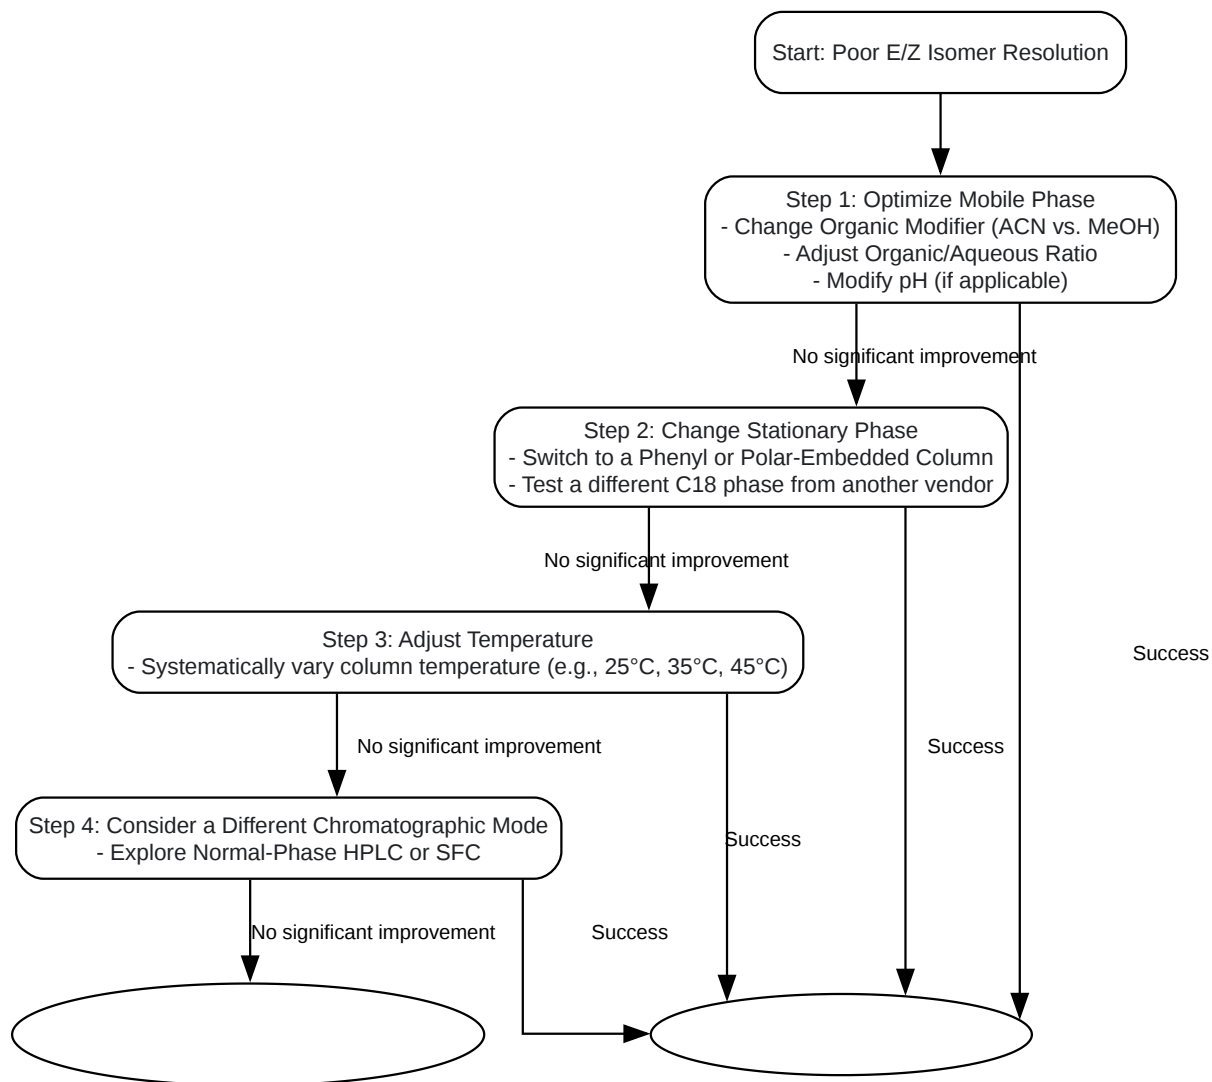 Start: Poor E/Z Isomer Resolution
Step 1: Optimize Mobile Phase
- Change Organic Modifier (ACN vs. MeOH)
- Adjust Organic/Aqueous Ratio
- Modify pH (if applicable)
No significant improvement
Step 2: Change Stationary Phase
- Switch to a Phenyl or Polar-Embedded Column
- Test a different C18 phase from another vendor
No significant improvement
Step 3: Adjust Temperature
- Systematically vary column temperature (e.g., 25°C, 35°C, 45°C)
Success
No significant improvement
Success
Step 4: Consider a Different Chromatographic Mode
- Explore Normal-Phase HPLC or SFC
Success
No significant improvement
Success